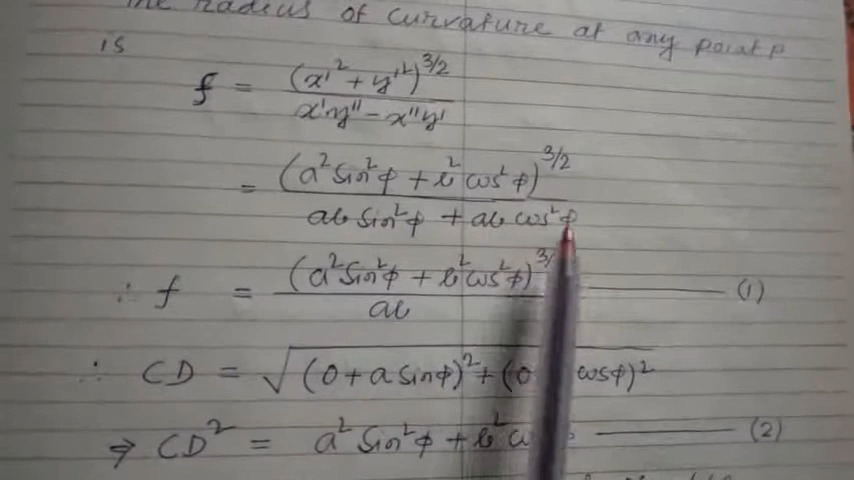 The radius of curvature at any point P
is
ρ = (x'² + y'²)^3/2 / x'y'' - x''y'
= (a² sin²φ + b² cos²φ)^3/2 / ab sin²φ + ab cos²φ
∴ ρ = (a² sin²φ + b² cos²φ)^3/ / ab (1)
∴ CD = √(0 + a sinφ)² + (0 cosφ)²
⇒ CD² = a² sin²φ + b² (2)